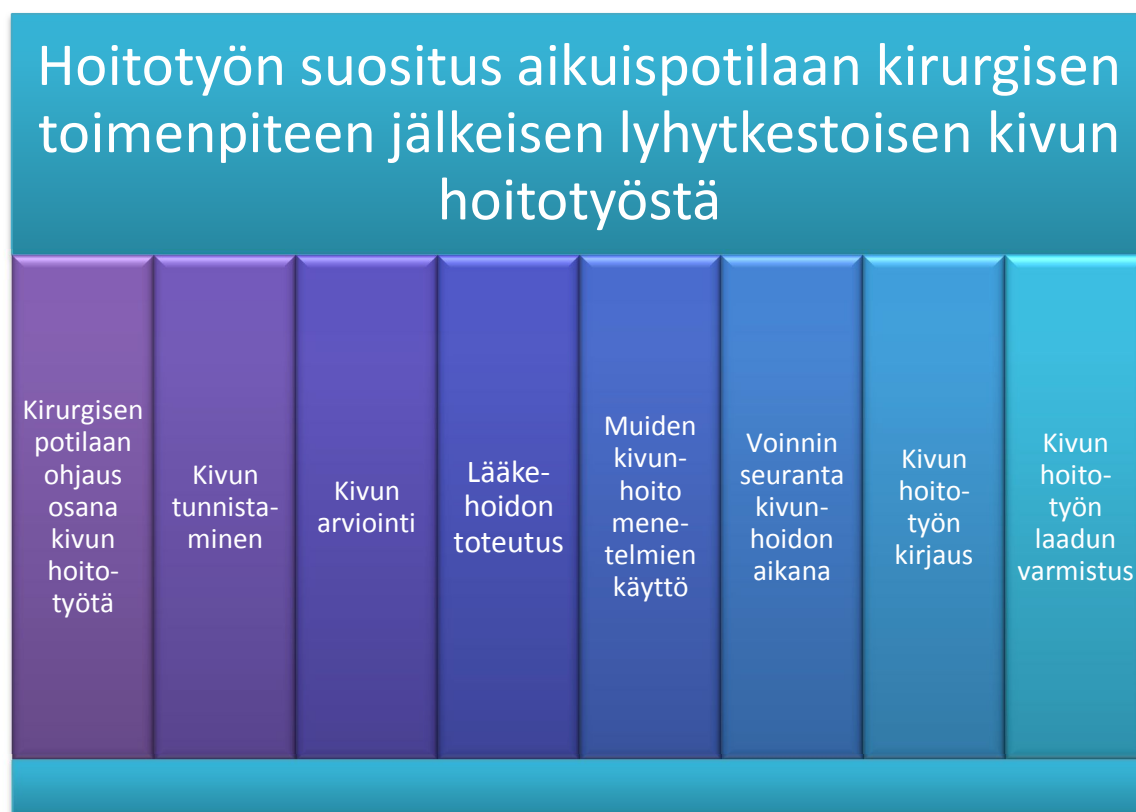 Hoitotyön suositus aikuispotilaan kirurgisen
toimenpiteen jälkeisen lyhytkestoisen kivun
hoitotyöstä
Kirurgisen
potilaan
ohjaus
osana
kivun
hoito-
työtä
Kivun
tunnista-
minen
Kivun
arviointi
Lääke-
hoidon
toteutus
Muiden
kivun-
hoito
mene-
telmien
käyttö
Voinnin
seuranta
kivun-
hoidon
aikana
Kivun
hoito-
työn
kirjaus
Kivun
hoito-
työn
laadun
varmistus